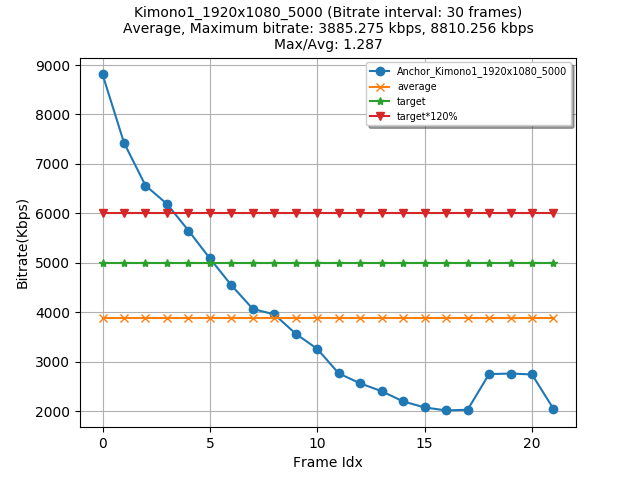 Kimono1_1920x1080_5000 (Bitrate interval: 30 frames)
Average, Maximum bitrate: 3885.275 kbps, 8810.256 kbps
Max/Avg: 1.287
Anchor_Kimono1_1920x1080_5000
average
target
target*120%
Bitrate(Kbps)
9000
8000
7000
6000
5000
4000
3000
2000
0 5 10 15 20
Frame Idx